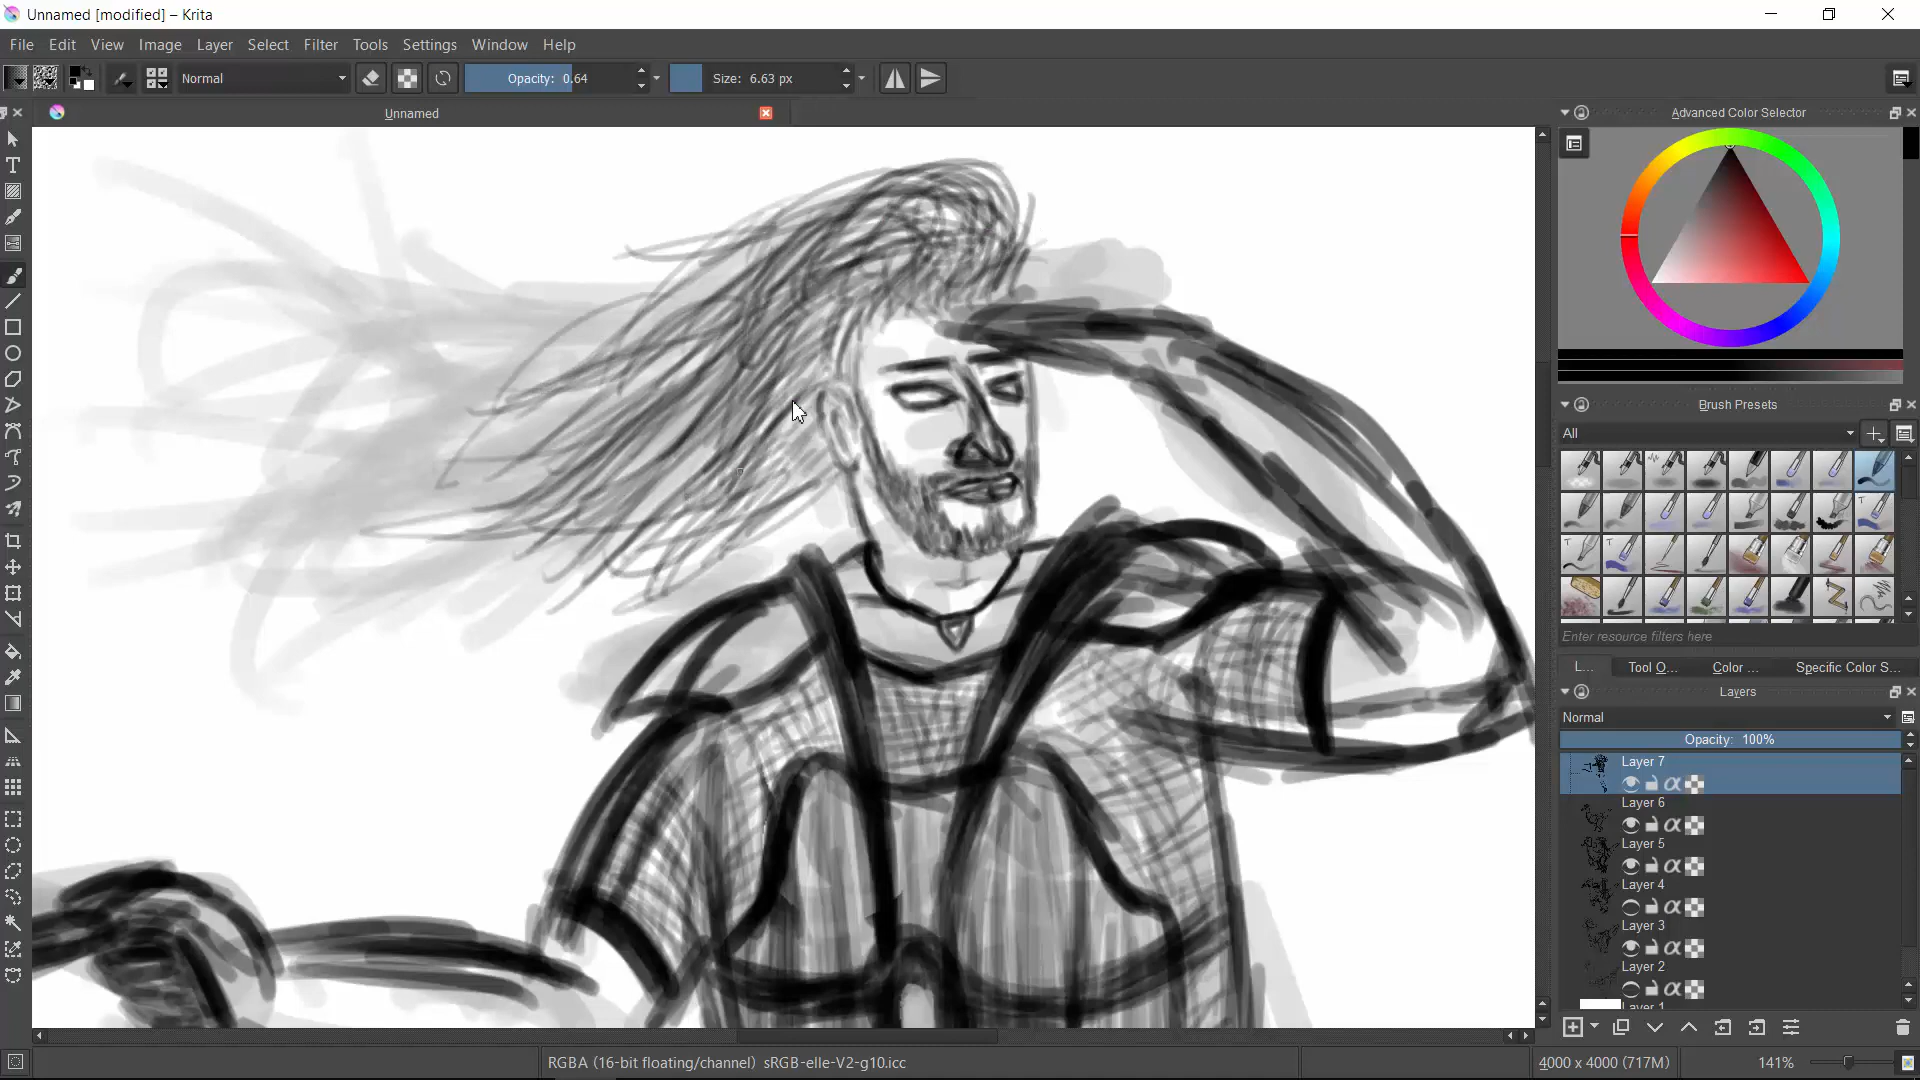 Unnamed [modified] – Krita
File Edit View Image Layer Select Filter Tools Settings Window Help
Normal Opacity: 0.64 Size: 6.63 px
Unnamed
Advanced Color Selector
Brush Presets
All
Enter resource filters here
L... Tool O... Color ... Specific Color S...
Layers
Normal
Opacity: 100%
Layer 7
Layer 6
Layer 5
Layer 4
Layer 3
Layer 2
Layer 1
RGBA (16-bit floating/channel) sRGB-elle-V2-g10.icc
4000 x 4000 (717M)
141%